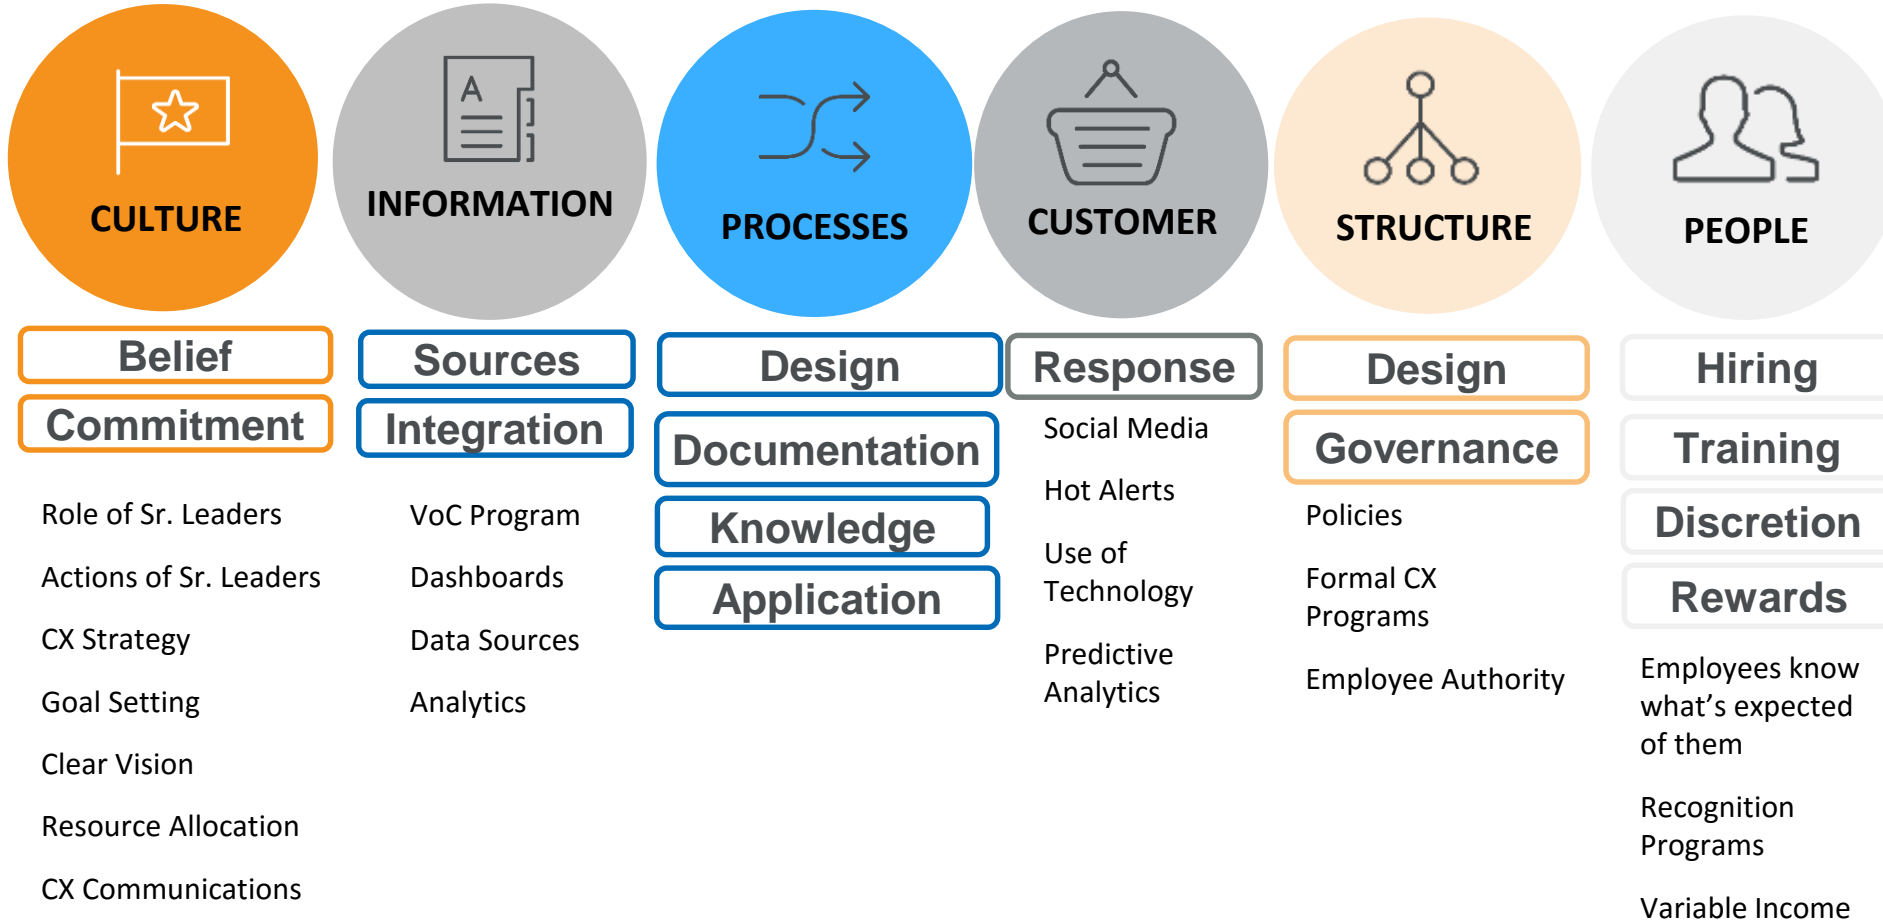 CULTURE
Belief
Commitment
Role of Sr. Leaders
Actions of Sr. Leaders
CX Strategy
Goal Setting
Clear Vision
Resource Allocation
CX Communications
A
INFORMATION
Sources
Integration
VoC Program
Dashboards
Data Sources
Analytics
PROCESSES
Design
Documentation
Knowledge
Application
CUSTOMER
Response
Social Media
Hot Alerts
Use of
Technology
Predictive
Analytics
STRUCTURE
Design
Governance
Policies
Formal CX
Programs
Employee Authority
PEOPLE
Hiring
Training
Discretion
Rewards
Employees know
what’s expected
of them
Recognition
Programs
Variable Income